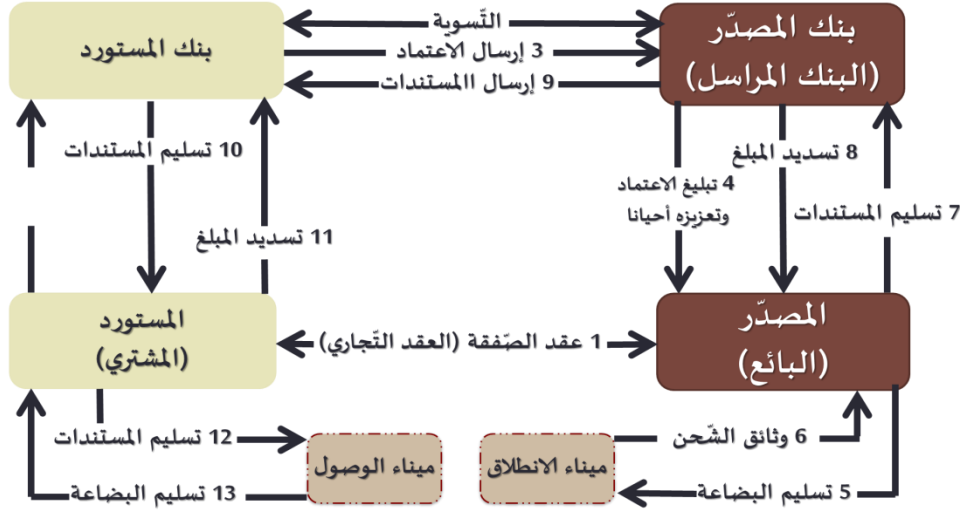 بنك المصدّر
(البنك المراسل)
بنك المستورد
التّسوية
3 إرسال الاعتماد
9 إرسال االمستندات
10 تسليم المستندات
11 تسديد المبلغ
4 تبليغ الاعتماد
وتعزيزه أحيانا
8 تسديد المبلغ
7 تسليم المستندات
المصدّر
(البائع)
المستورد
(المشتري)
1 عقد الصّفقة (العقد التّجاري)
6 وثائق الشّحن
ميناء الانطلاق
5 تسليم البضاعة
12 تسليم المستندات
ميناء الوصول
13 تسليم البضاعة